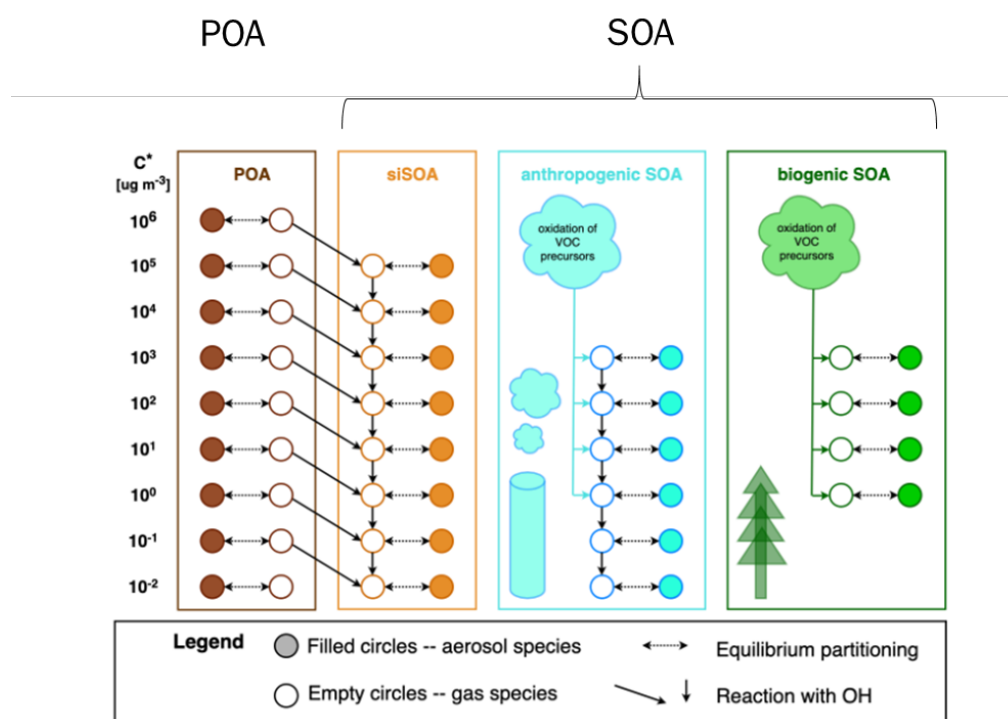 POA
SOA
C*
[ug m-3]
POA
siSOA
anthropogenic SOA
biogenic SOA
10⁶
10⁵
10⁴
10³
10²
10¹
10⁰
10⁻¹
10⁻²
oxidation of
VOC
precursors
oxidation of
VOC
precursors
Legend
Filled circles -- aerosol species
Equilibrium partitioning
Empty circles -- gas species
Reaction with OH